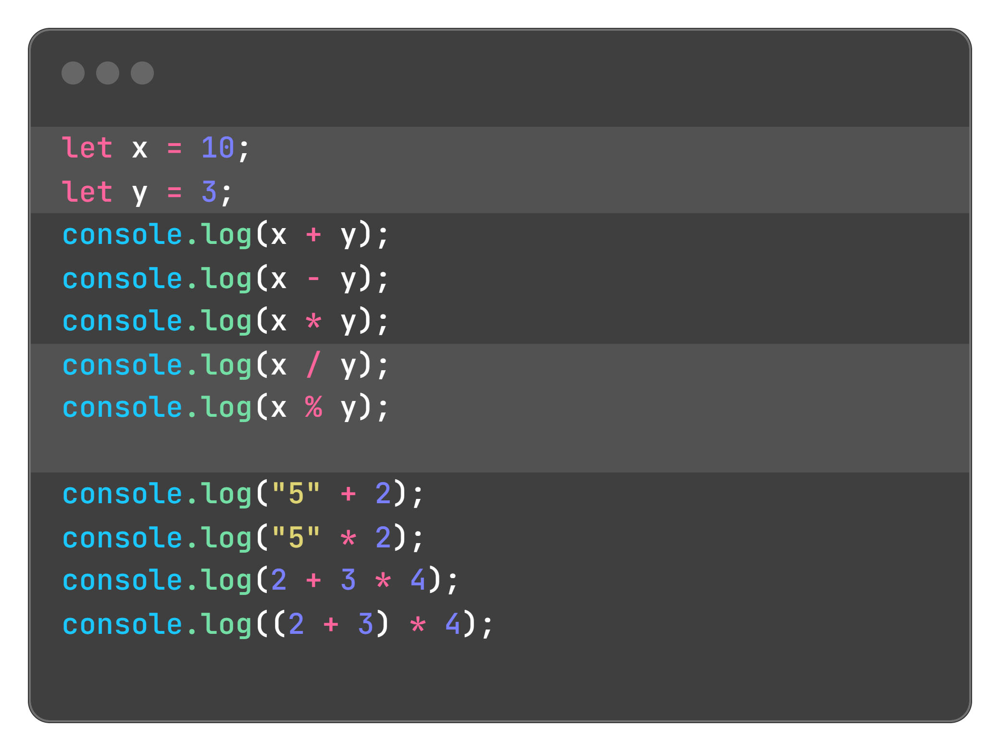 let x = 10;
let y = 3;
console.log(x + y);
console.log(x - y);
console.log(x * y);
console.log(x / y);
console.log(x % y);

console.log("5" + 2);
console.log("5" * 2);
console.log(2 + 3 * 4);
console.log((2 + 3) * 4);